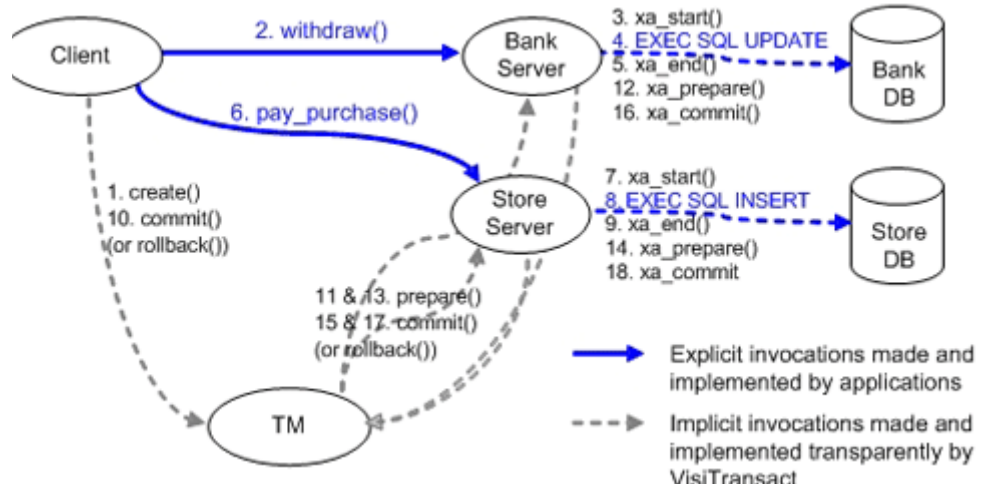 Client
2. withdraw()
Bank
Server
3. xa_start()
4. EXEC SQL UPDATE
5. xa_end()
12. xa_prepare()
16. xa_commit()
Bank
DB
6. pay_purchase()
1. create()
10. commit()
(or rollback())
Store
Server
7. xa_start()
8. EXEC SQL INSERT
9. xa_end()
14. xa_prepare()
18. xa_commit
Store
DB
11 & 13. prepare()
15 & 17. commit()
(or rollback())
TM
Explicit invocations made and
implemented by applications
Implicit invocations made and
implemented transparently by
VisiTransact